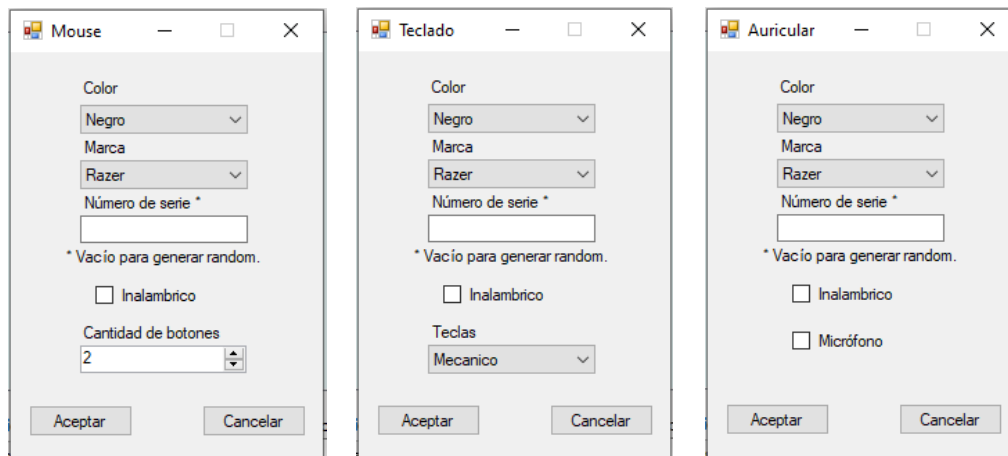 Mouse
Color
Negro
Marca
Razer
Número de serie *
* Vacío para generar random.
Inalambrico
Cantidad de botones
2
Aceptar Cancelar
Teclado
Color
Negro
Marca
Razer
Número de serie *
* Vacío para generar random.
Inalambrico
Teclas
Mecanico
Aceptar Cancelar
Auricular
Color
Negro
Marca
Razer
Número de serie *
* Vacío para generar random.
Inalambrico
Micrófono
Aceptar Cancelar